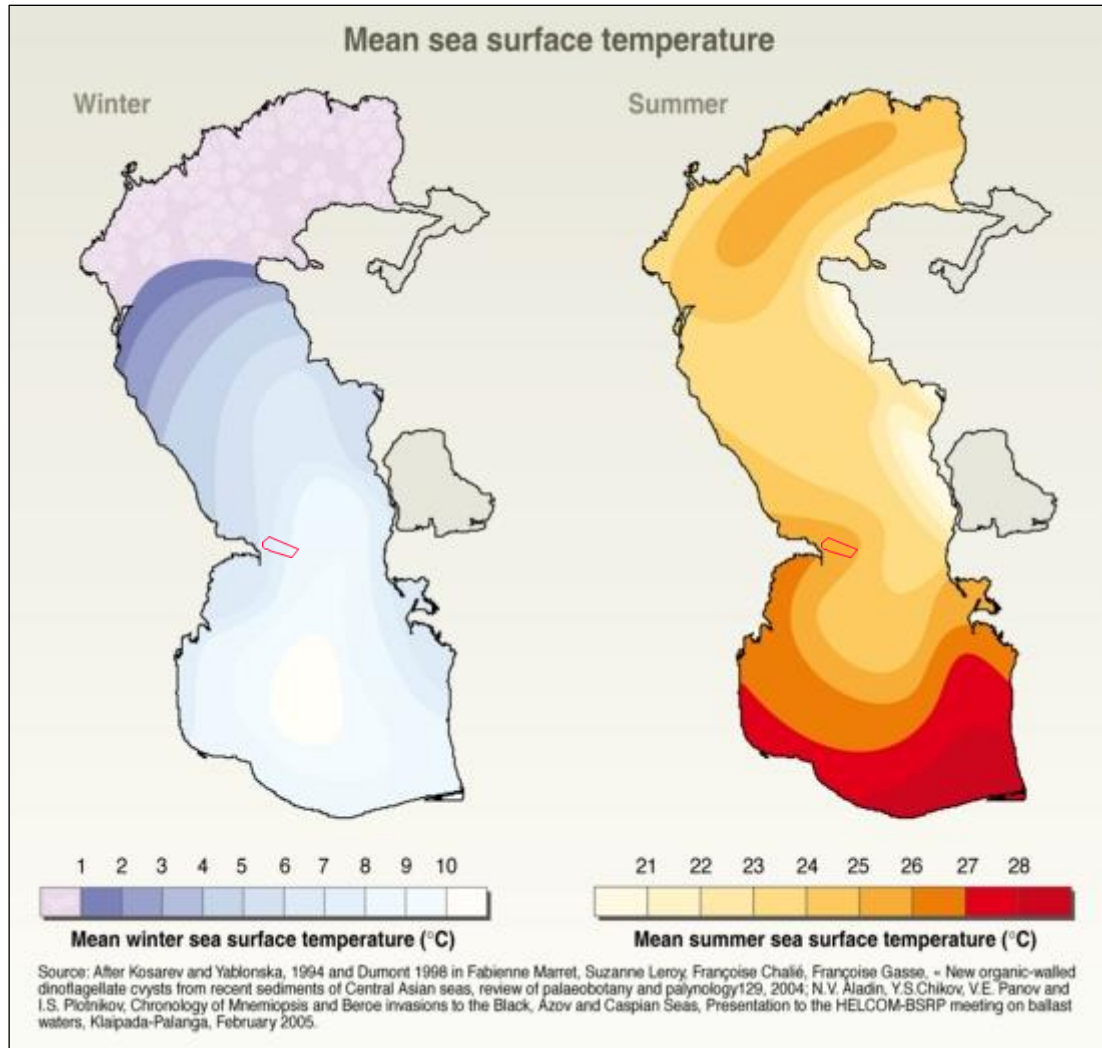 Mean sea surface temperature
Winter
Summer
1 2 3 4 5 6 7 8 9 10
21 22 23 24 25 26 27 28
Mean winter sea surface temperature (°C)
Mean summer sea surface temperature (°C)
Source: After Kosarev and Yablonska, 1994 and Dumont 1998 in Fabienne Marret, Suzanne Leroy, Françoise Chalié, Françoise Gasse, « New organic-walled
dinoflagellate cvysts from recent sediments of Central Asian seas, review of palaeobotany and palynology129, 2004; N.V. Aladin, Y.S.Chikov, V.E. Panov and
I.S. Plotnikov, Chronology of Mnemiopsis and Beroe invasions to the Black, Azov and Caspian Seas, Presentation to the HELCOM-BSRP meeting on ballast
waters, Klaipada-Palanga, February 2005.